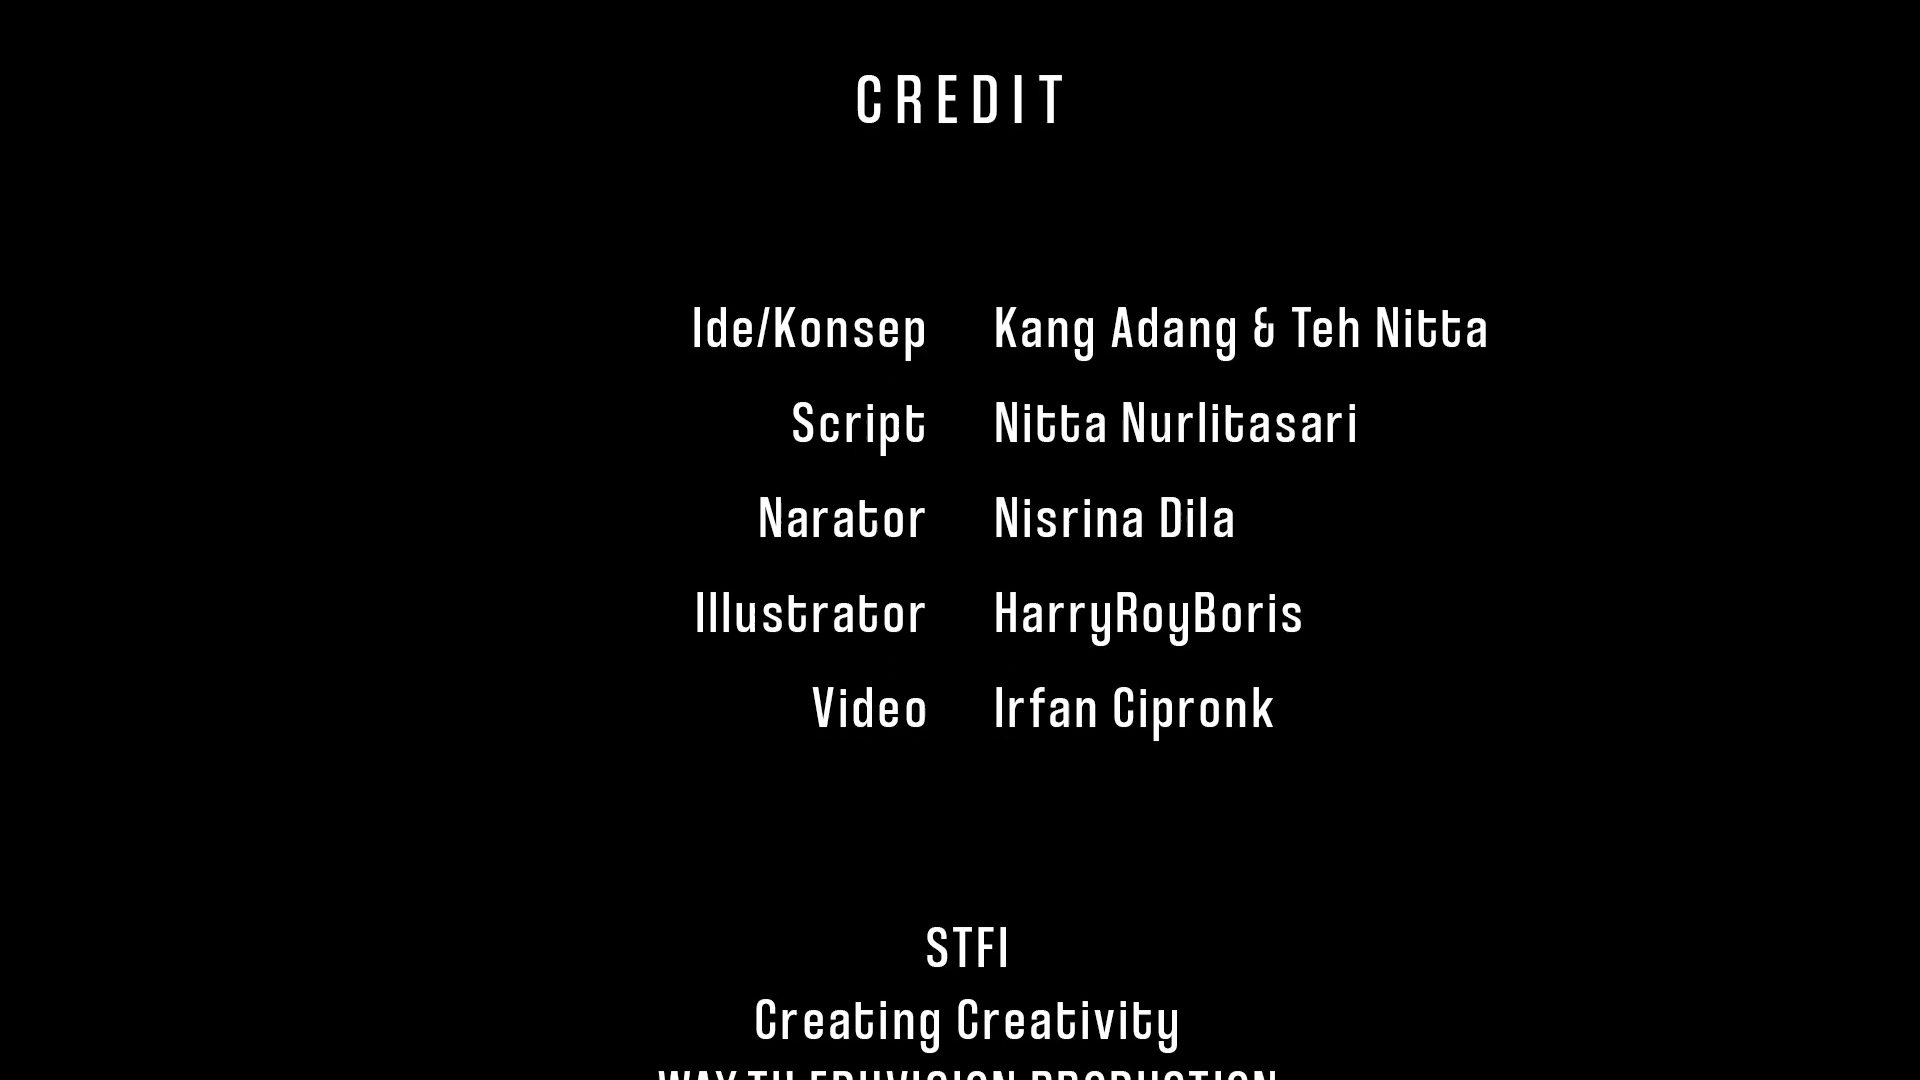 CREDIT
Ide/Konsep Kang Adang & Teh Nitta
Script Nitta Nurlitasari
Narator Nisrina Dila
Illustrator HarryRoyBoris
Video Irfan Cipronk
STFI
Creating Creativity
PRODUCTION